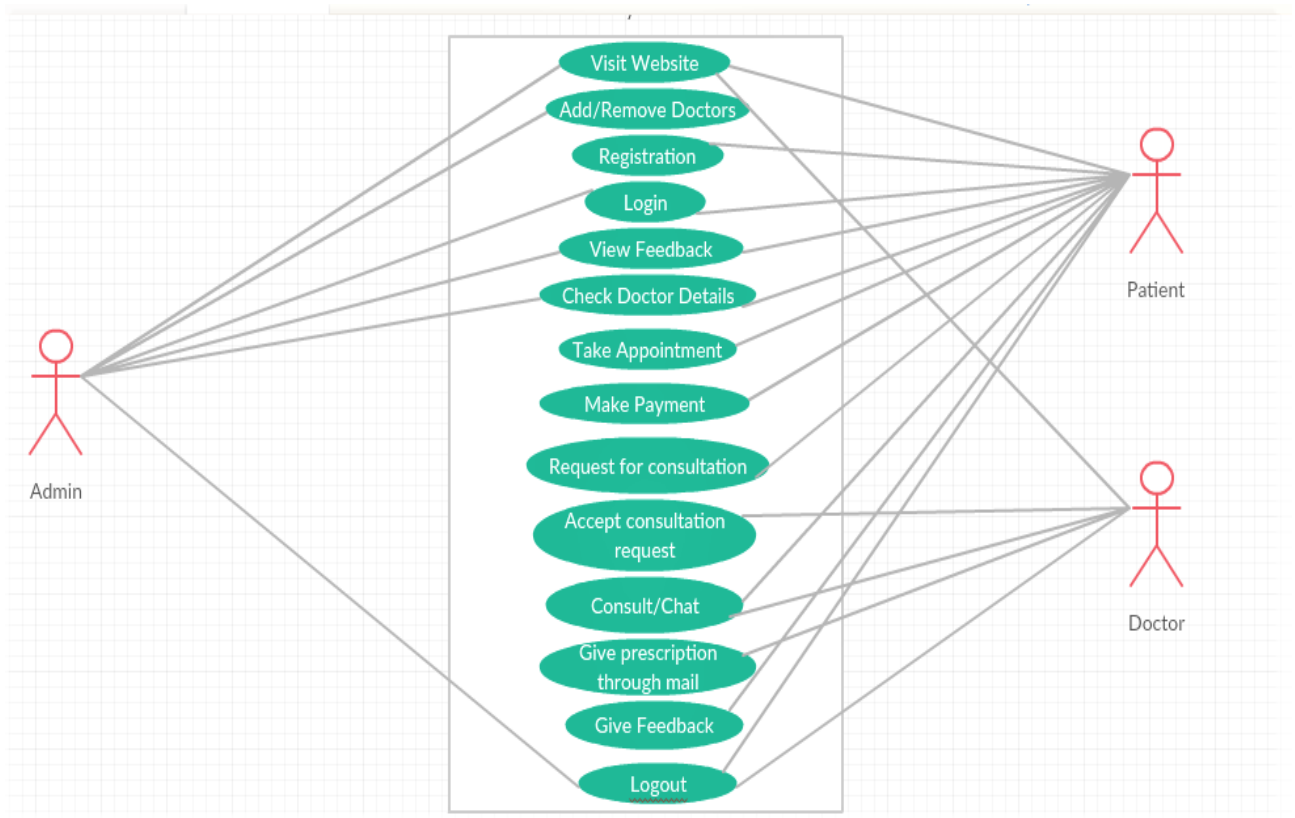 Visit Website
Add/Remove Doctors
Registration
Login
View Feedback
Check Doctor Details
Take Appointment
Make Payment
Request for consultation
Accept consultation
request
Consult/Chat
Give prescription
through mail
Give Feedback
Logout
Admin
Patient
Doctor